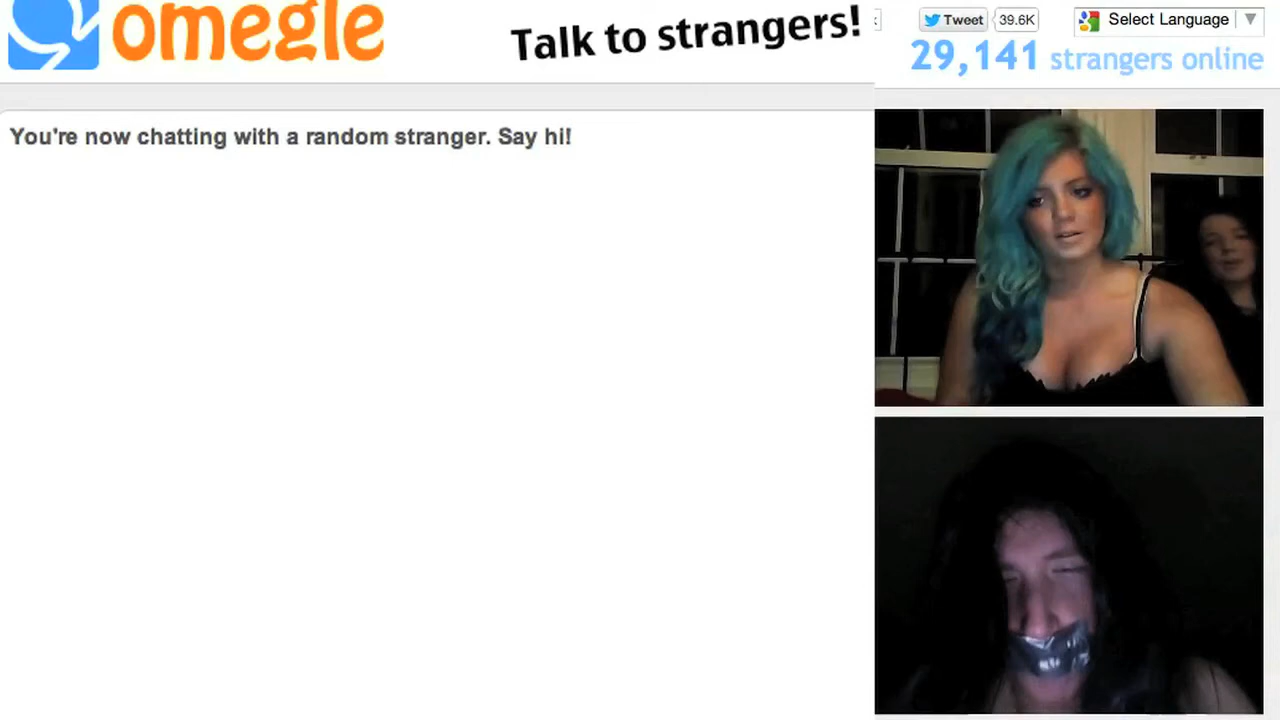 omegle
Talk to strangers!
Tweet
39.6K
Select Language
29,141 strangers online
You're now chatting with a random stranger. Say hi!